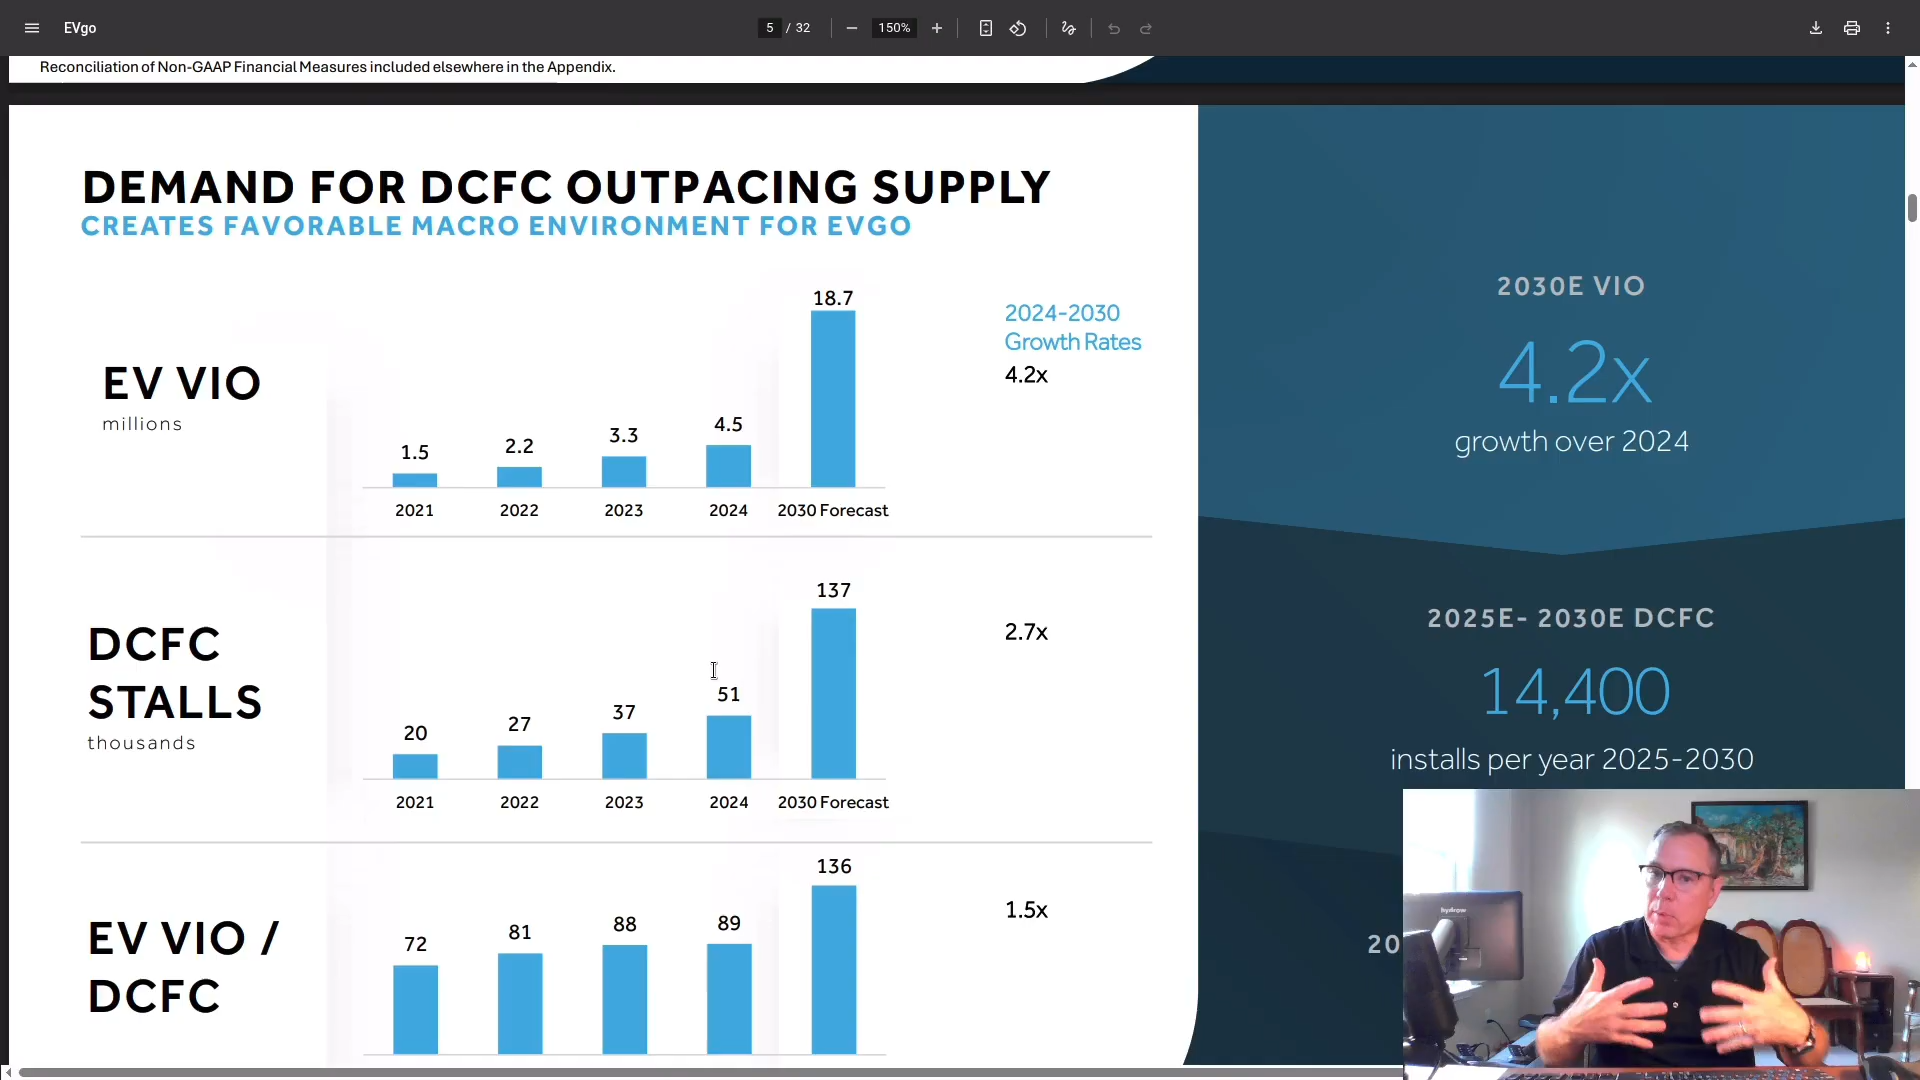 EVgo
5 / 32
150%
Reconciliation of Non-GAAP Financial Measures included elsewhere in the Appendix.
DEMAND FOR DCFC OUTPACING SUPPLY
CREATES FAVORABLE MACRO ENVIRONMENT FOR EVGO
EV VIO
millions
1.5
2.2
3.3
4.5
18.7
2021
2022
2023
2024
2030 Forecast
2024-2030
Growth Rates
4.2x
DCFC
STALLS
thousands
20
27
37
51
137
2021
2022
2023
2024
2030 Forecast
2.7x
EV VIO /
DCFC
72
81
88
89
136
1.5x
2030E VIO
4.2x
growth over 2024
2025E- 2030E DCFC
14,400
installs per year 2025-2030
20